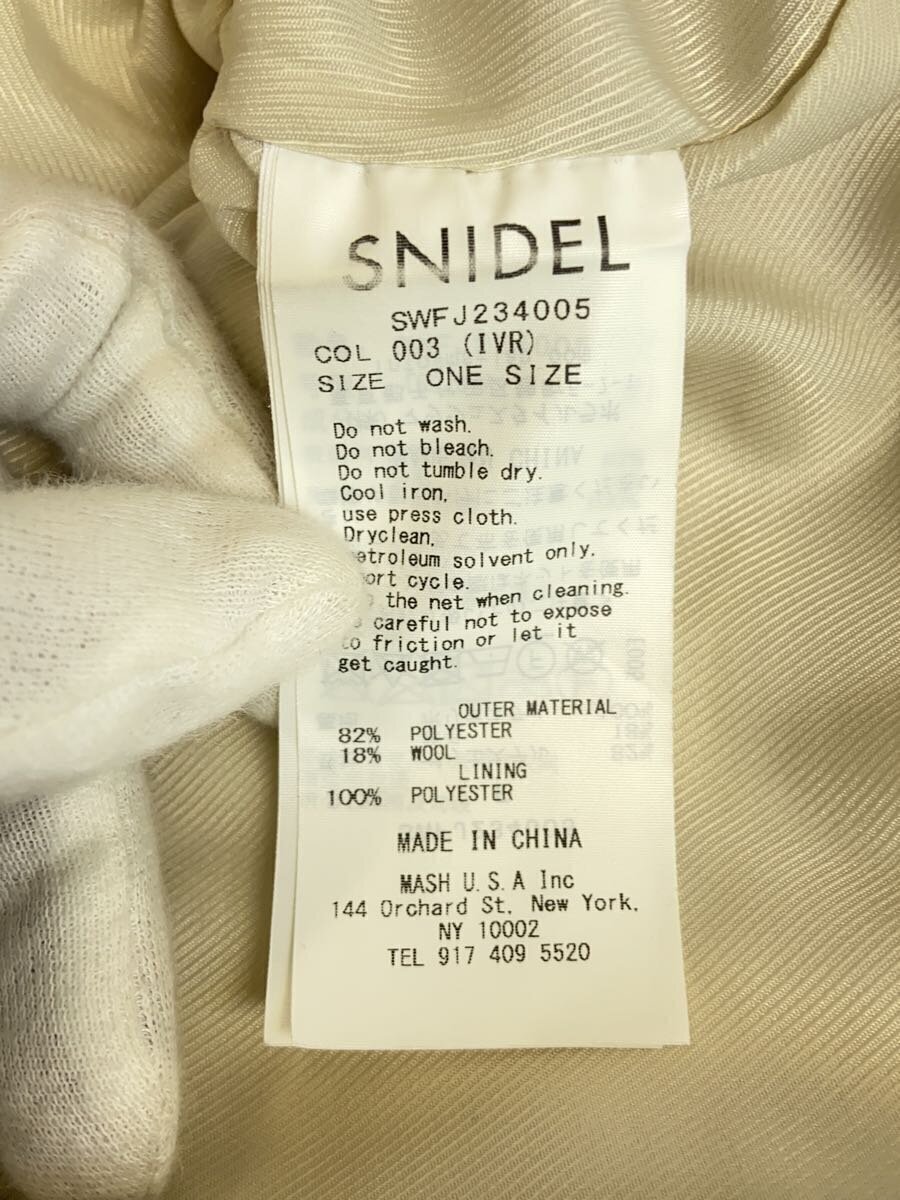 SNIDEL
SWFJ234005
COL 003 (IVR)
SIZE ONE SIZE
Do not wash.
Do not bleach.
Do not tumble dry.
Cool iron,
use press cloth.
Dryclean,
etroleum solvent only.
ort cycle.
the net when cleaning.
careful not to expose
to friction or let it
get caught.
OUTER MATERIAL
82% POLYESTER
18% WOOL
LINING
100% POLYESTER
MADE IN CHINA
MASH U.S.A Inc
144 Orchard St. New York,
NY 10002
TEL 917 409 5520